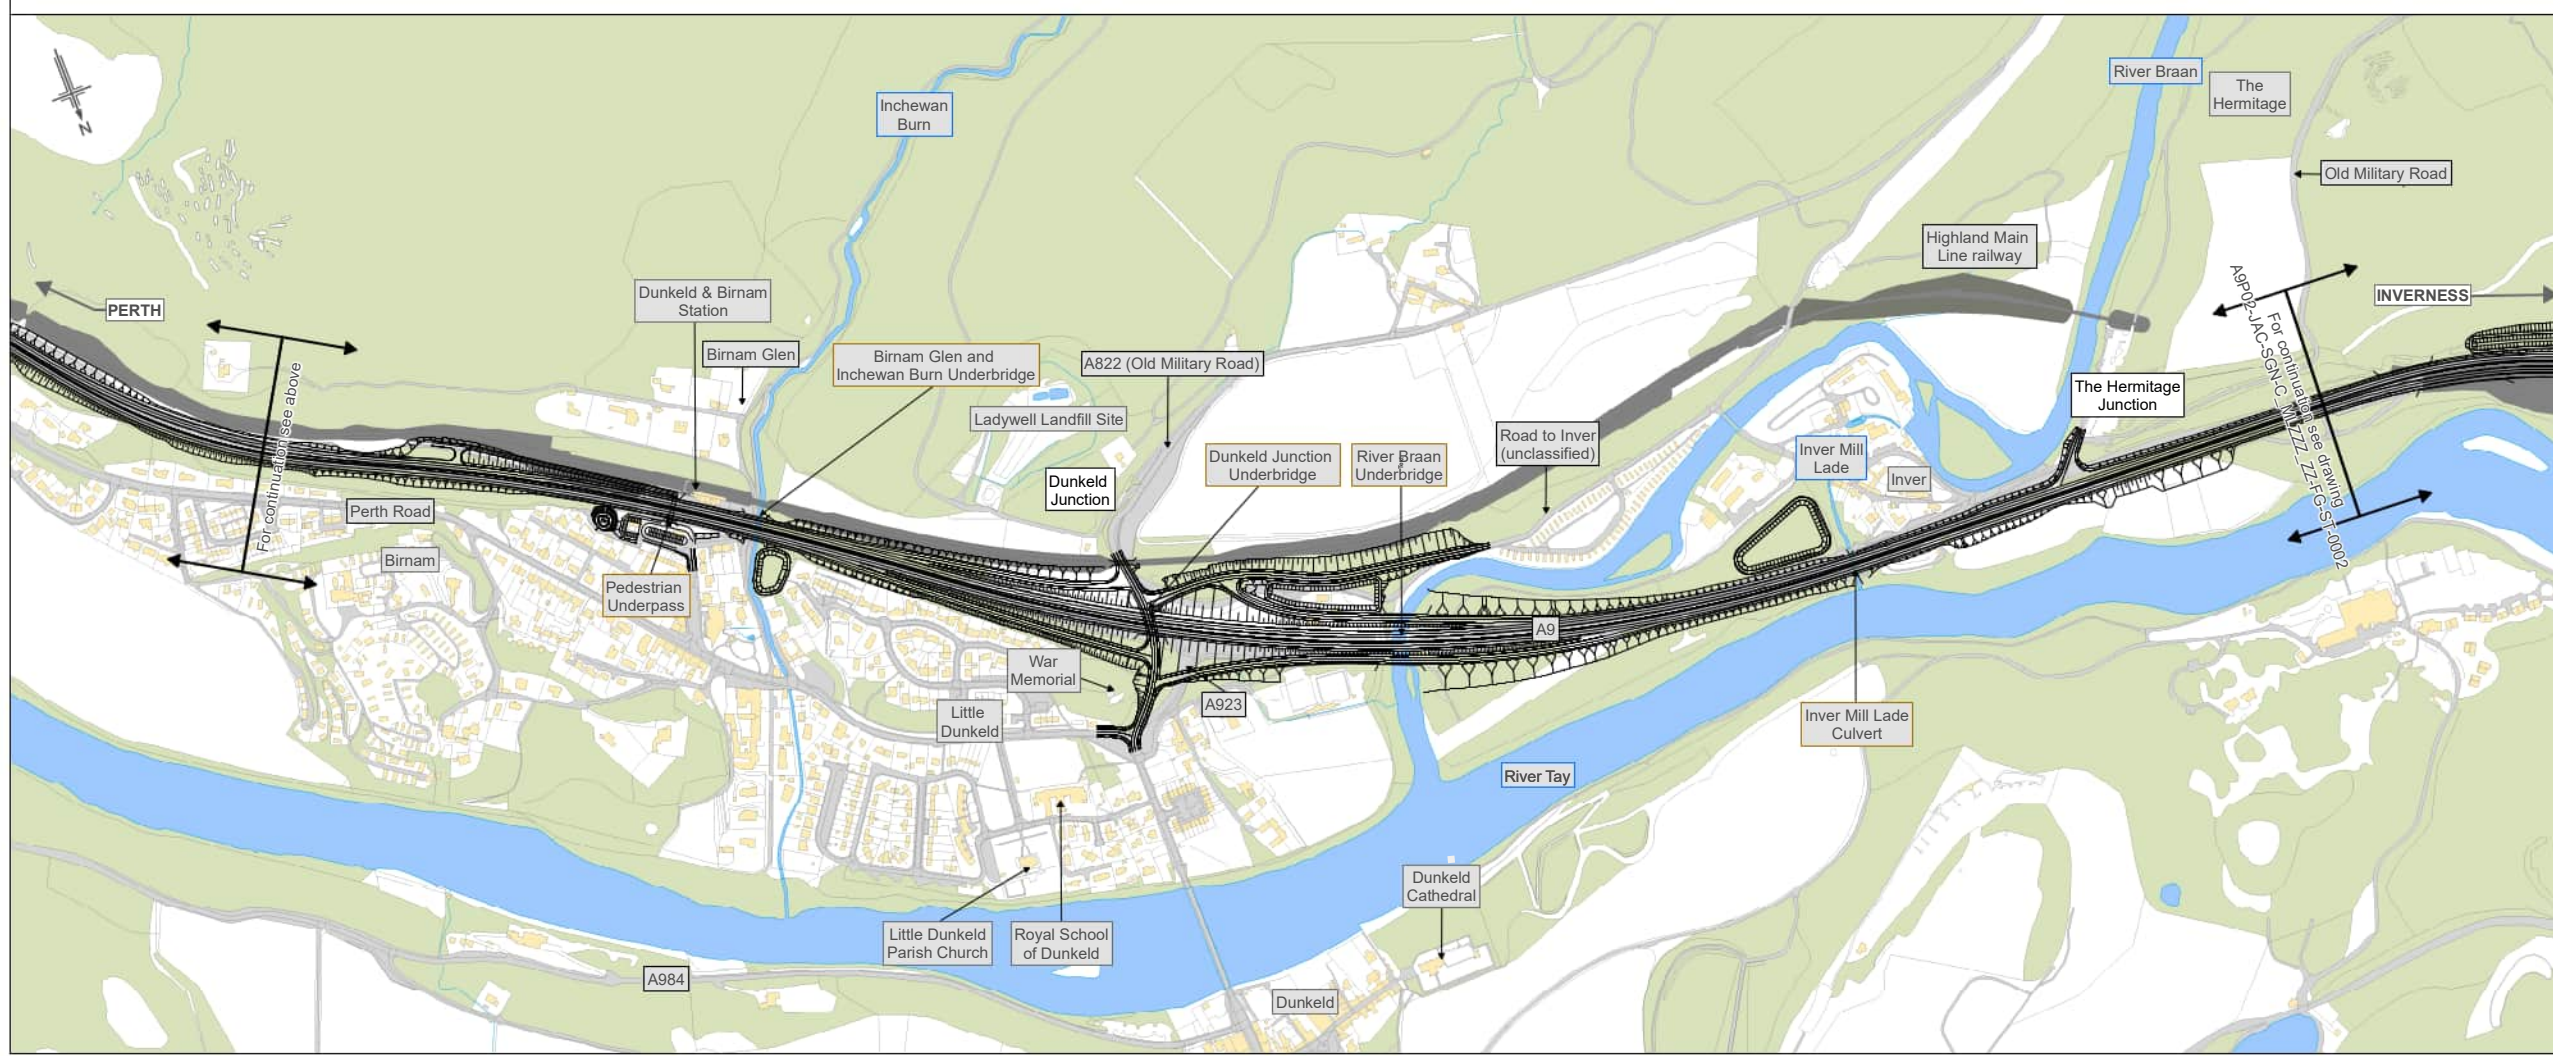 River Braan
The
Hermitage
Inchewan
Burn
N
Old Military Road
Highland Main
Line railway
PERTH
Dunkeld & Birnam
Station
INVERNESS
Birnam Glen
Birnam Glen and
Inchewan Burn Underbridge
A822 (Old Military Road)
The Hermitage
Junction
For continuation see above
For continuation see drawing
A9P02-JAC-SGN-C_MLZZZ_ZZ-FG-ST-0002
Ladywell Landfill Site
Road to Inver
(unclassified)
Dunkeld Junction
Underbridge
River Braan
Underbridge
Inver Mill
Lade
Inver
Dunkeld
Junction
Perth Road
Birnam
Pedestrian
Underpass
A9
War
Memorial
A923
Little
Dunkeld
Inver Mill Lade
Culvert
River Tay
Dunkeld
Cathedral
Little Dunkeld
Parish Church
Royal School
of Dunkeld
A984
Dunkeld